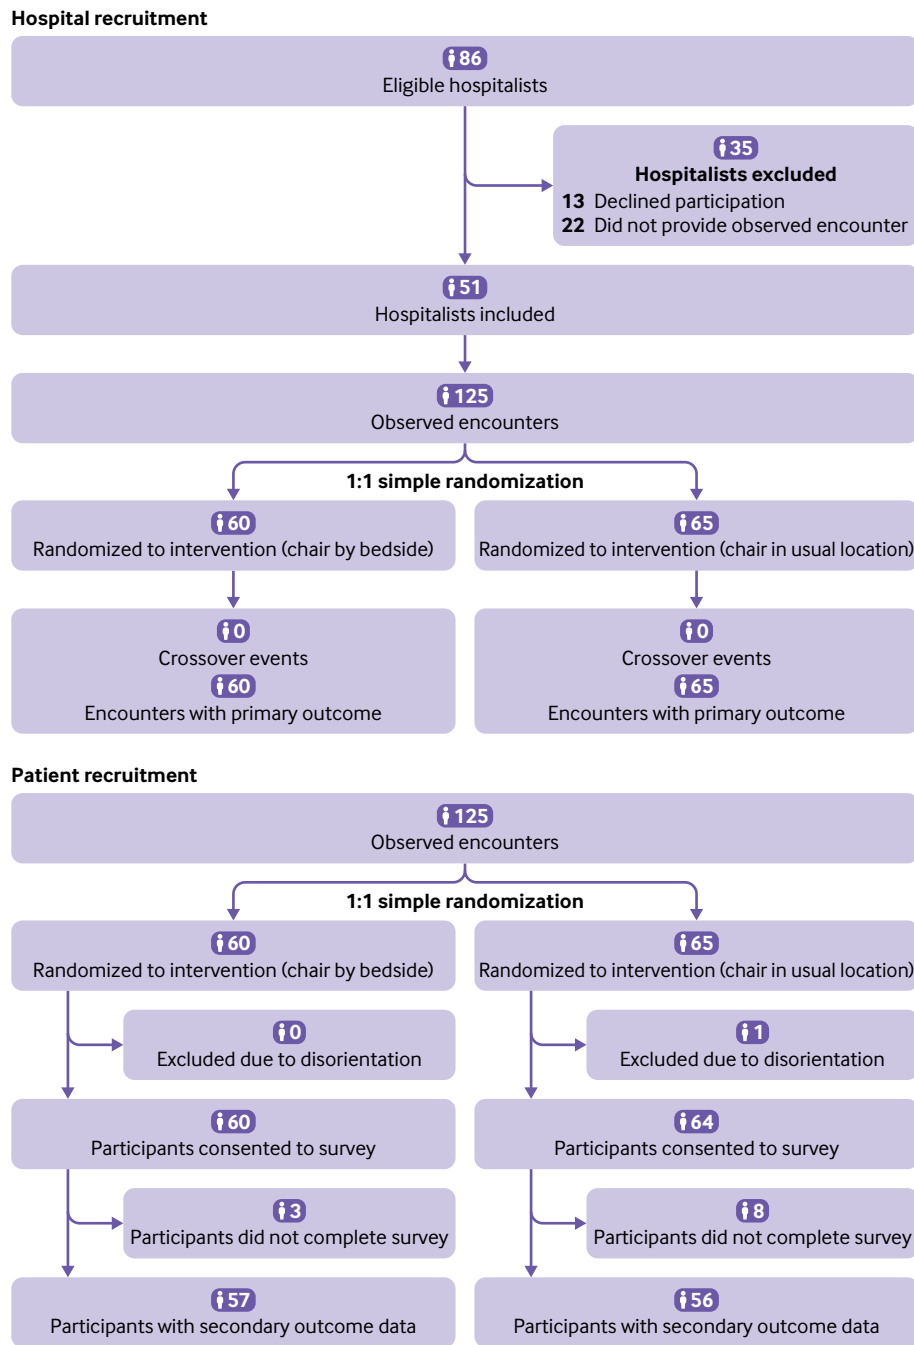 Hospital recruitment
86
Eligible hospitalists
35
Hospitalists excluded
13 Declined participation
22 Did not provide observed encounter
51
Hospitalists included
125
Observed encounters
1:1 simple randomization
60
Randomized to intervention (chair by bedside)
65
Randomized to intervention (chair in usual location)
0
Crossover events
60
Encounters with primary outcome
0
Crossover events
65
Encounters with primary outcome
Patient recruitment
125
Observed encounters
1:1 simple randomization
60
Randomized to intervention (chair by bedside)
65
Randomized to intervention (chair in usual location)
0
Excluded due to disorientation
1
Excluded due to disorientation
60
Participants consented to survey
64
Participants consented to survey
3
Participants did not complete survey
8
Participants did not complete survey
57
Participants with secondary outcome data
56
Participants with secondary outcome data